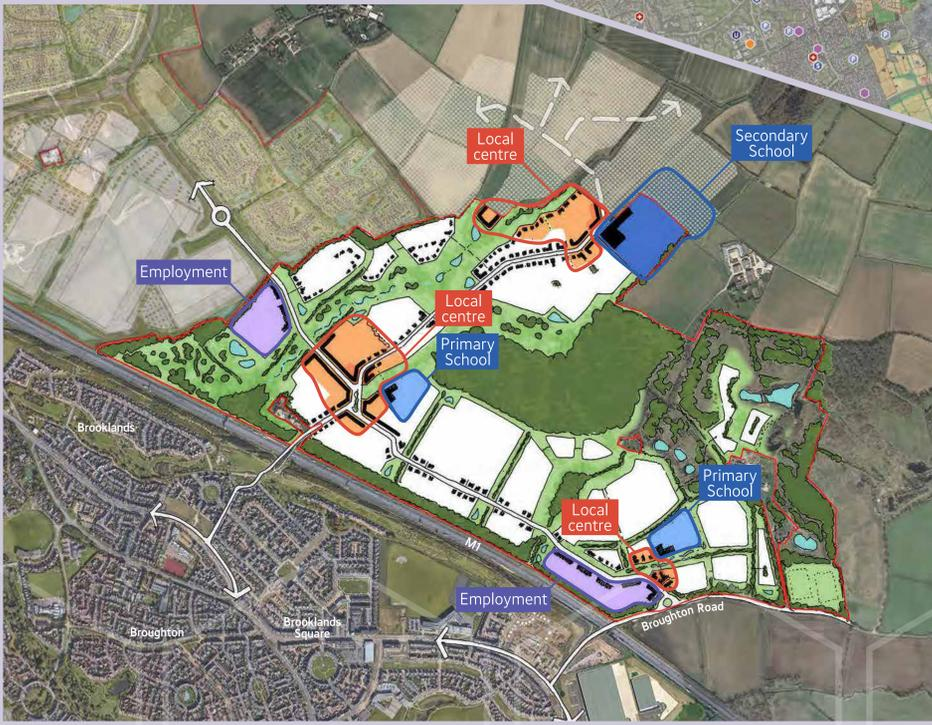 Secondary
School
Local
centre
Employment
Local
centre
Primary
School
Brooklands
Primary
School
Local
centre
M1
Employment
Broughton Road
Brooklands
Square
Broughton